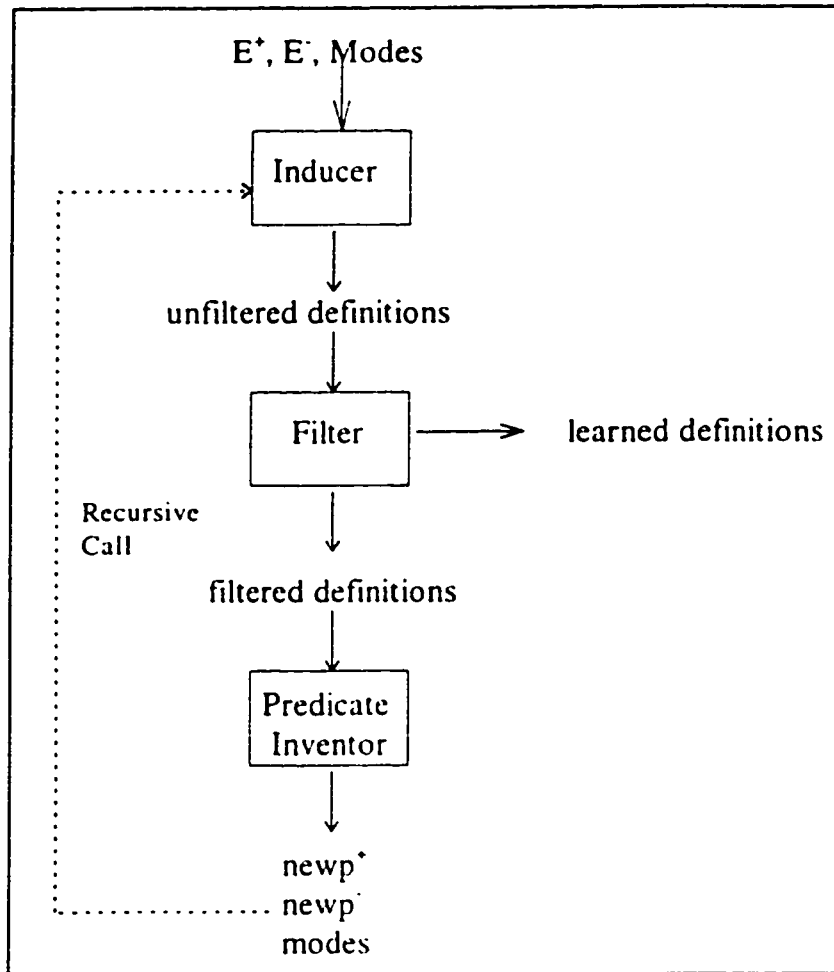 E⁺, E⁻, Modes
Inducer
unfiltered definitions
Filter
learned definitions
Recursive
Call
filtered definitions
Predicate
Inventor
newp⁺
newp⁻
modes